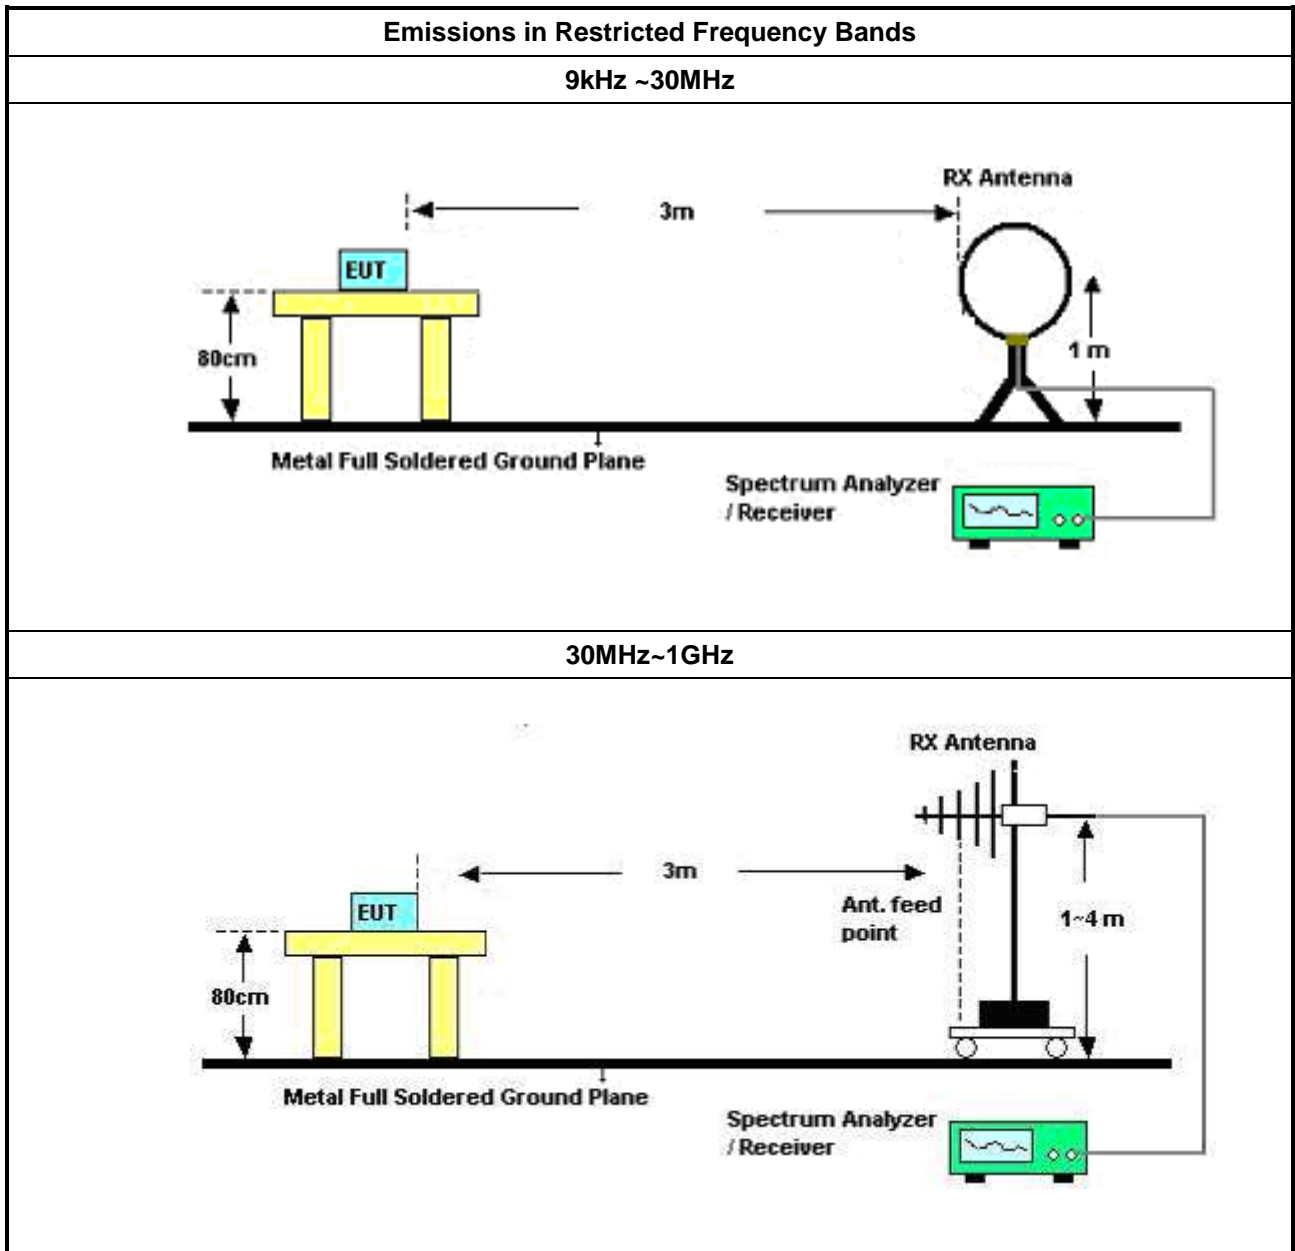 Emissions in Restricted Frequency Bands
9kHz ~30MHz
RX Antenna
3m
EUT
80cm
1 m
Metal Full Soldered Ground Plane
Spectrum Analyzer
/ Receiver
30MHz~1GHz
RX Antenna
3m
Ant. feed
point
EUT
1~4 m
80cm
Metal Full Soldered Ground Plane
Spectrum Analyzer
/ Receiver